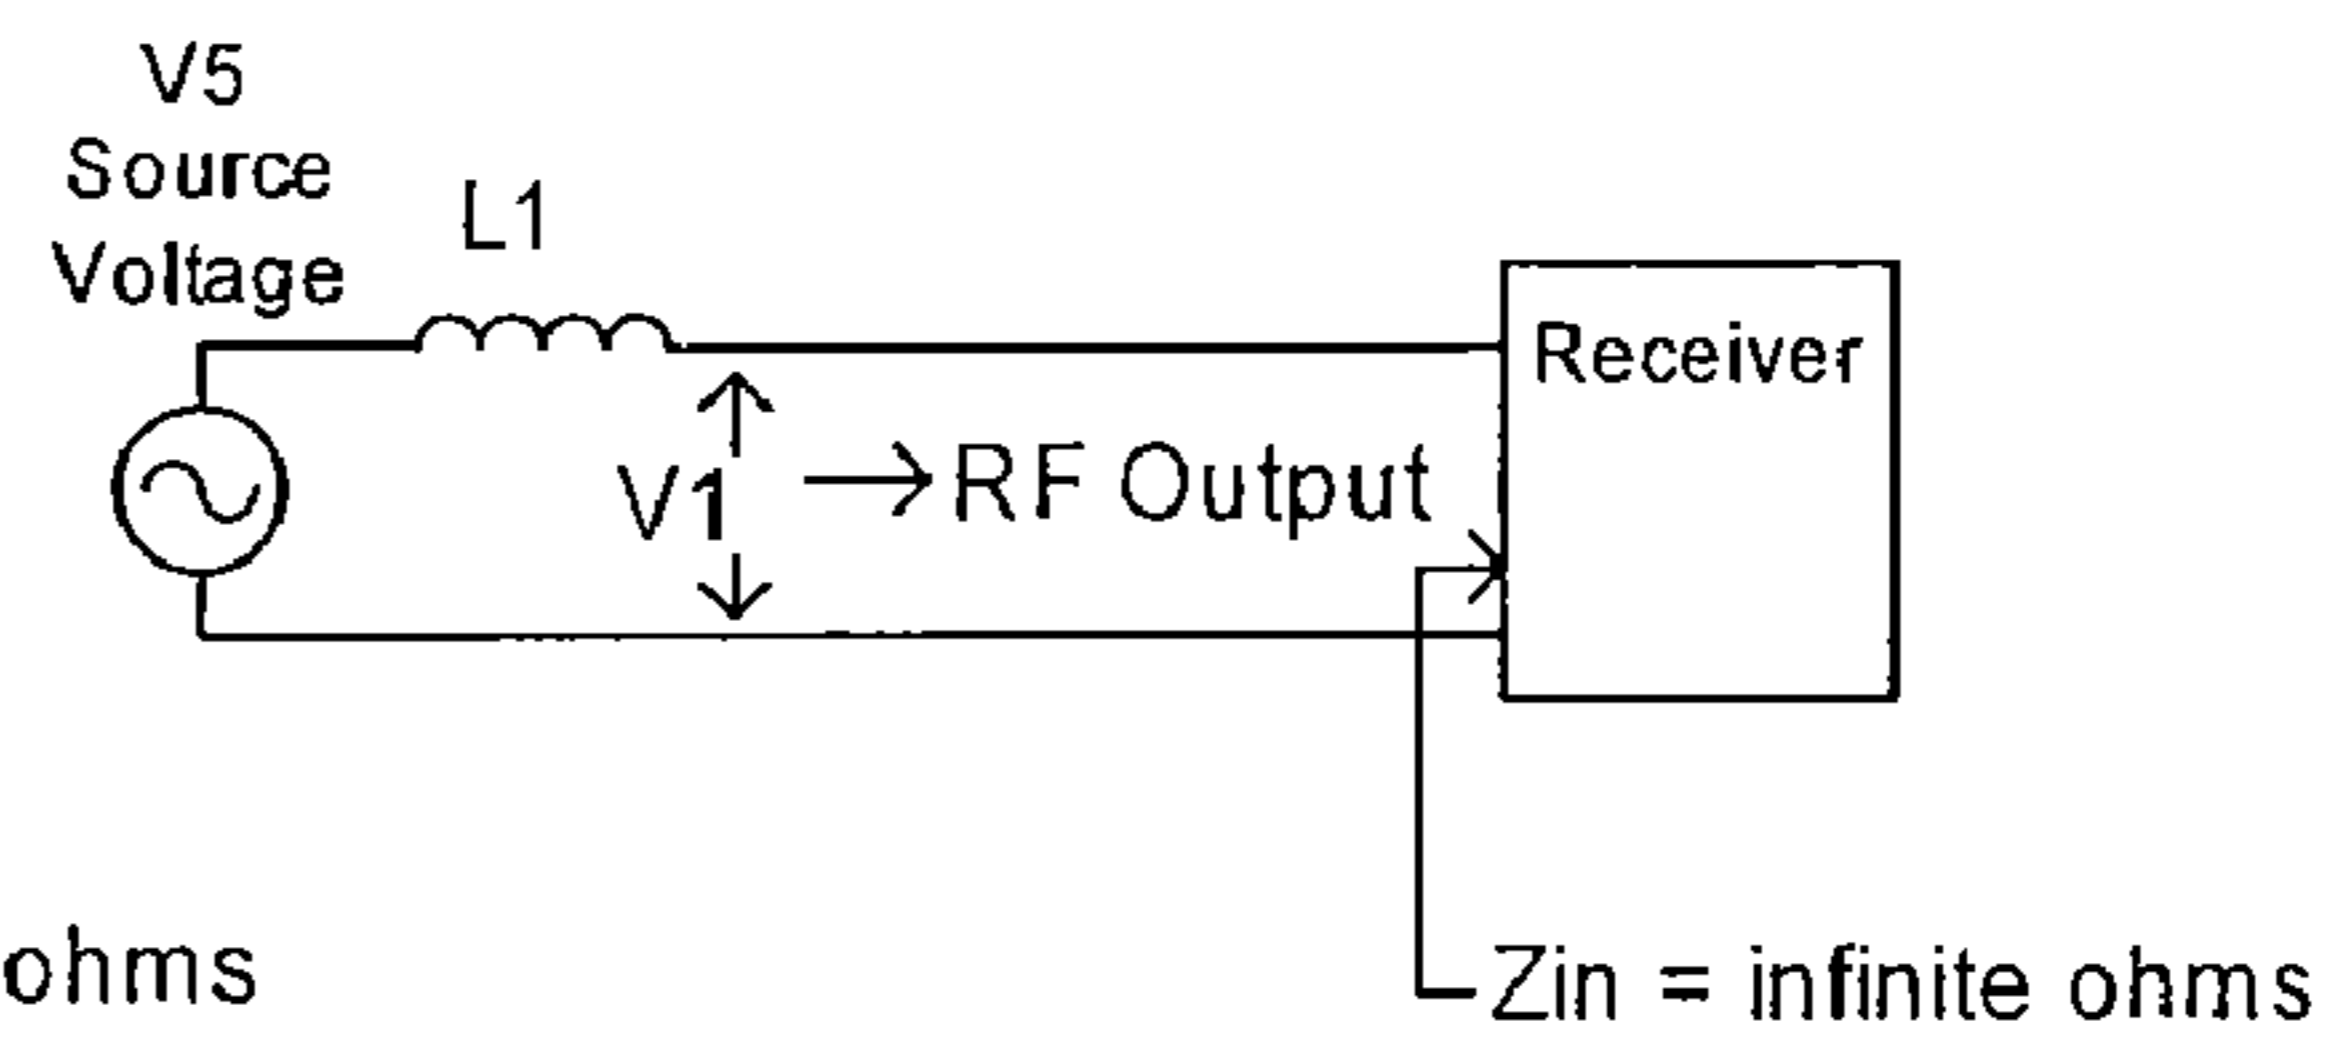 V5
Source
Voltage
L1
Receiver
V1
RF Output
ohms
Zin = infinite ohms